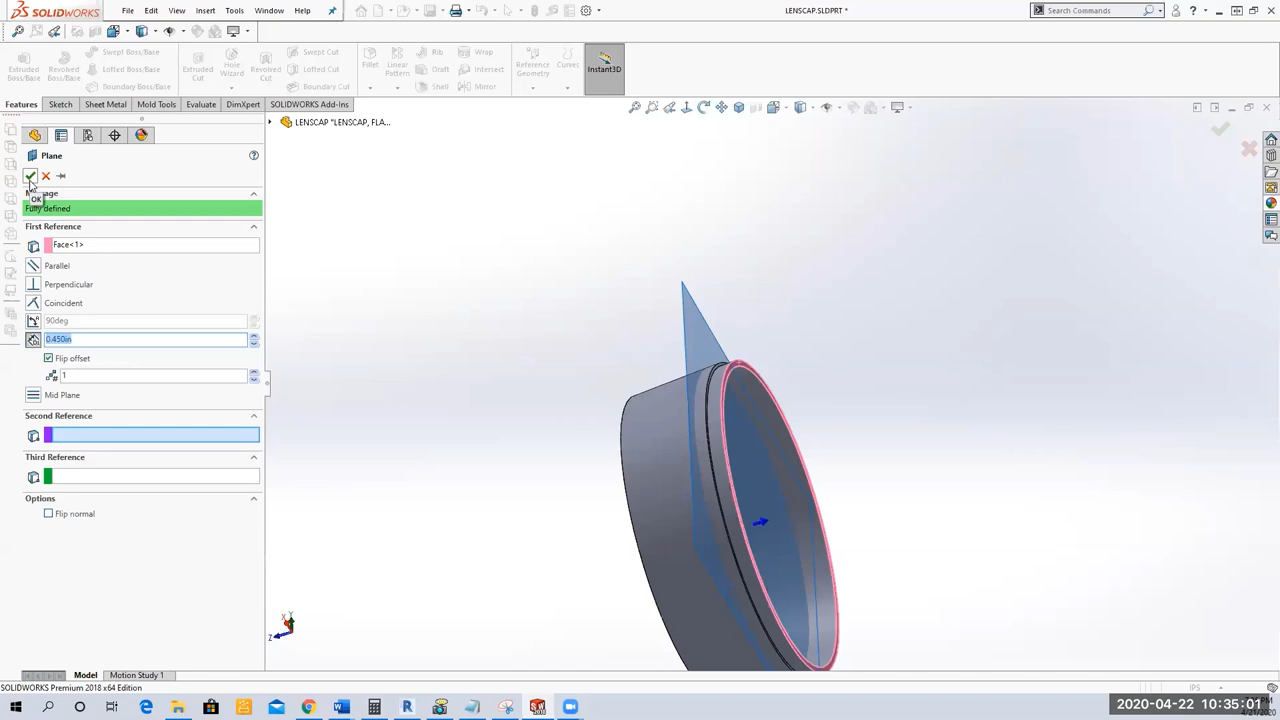 SOLIDWORKS File Edit View Insert Tools Window Help LENSCAP.SLDPRT * Search Commands
Extruded Boss/Base
Revolved Boss/Base
Swept Boss/Base
Lofted Boss/Base
Boundary Boss/Base
Extruded Cut
Hole Wizard
Revolved Cut
Swept Cut
Lofted Cut
Boundary Cut
Fillet
Linear Pattern
Rib
Draft
Shell
Wrap
Intersect
Mirror
Reference Geometry
Curves
Instant3D
Features Sketch Sheet Metal Mold Tools Evaluate DimXpert SOLIDWORKS Add-Ins
LENSCAP "LENSCAP, FLA...
Plane
OK
Fully defined
First Reference
Face<1>
Parallel
Perpendicular
Coincident
90deg
0.450in
Flip offset
1
Mid Plane
Second Reference
Third Reference
Options
Flip normal
Y
X
Z
Model Motion Study 1
SOLIDWORKS Premium 2018 x64 Edition IPS
2020-04-22 10:35:01